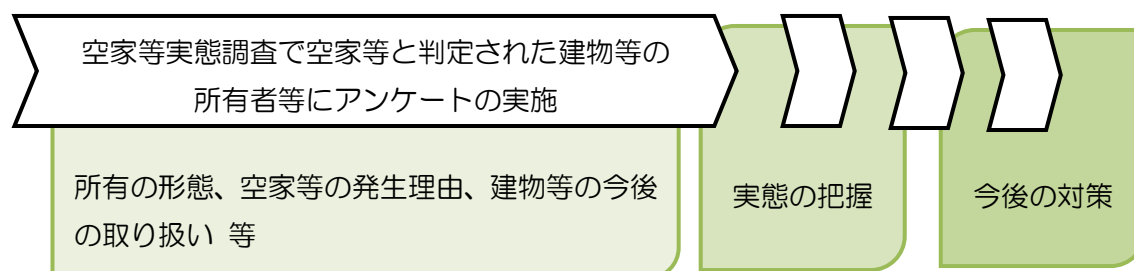 空家等実態調査で空家等と判定された建物等の
所有者等にアンケートの実施
所有の形態、空家等の発生理由、建物等の今後
の取り扱い 等
実態の把握
今後の対策